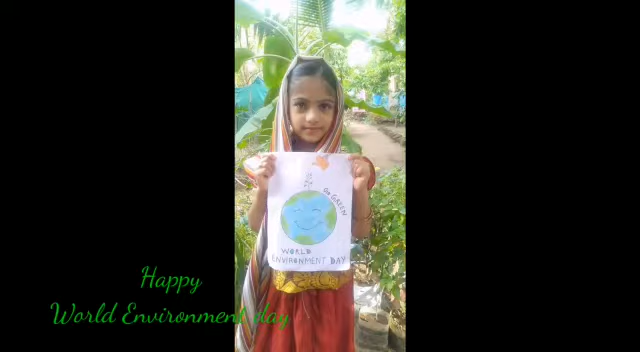 GO GREEN
WORLD
ENVIRONMENT DAY
Happy
World Environment day